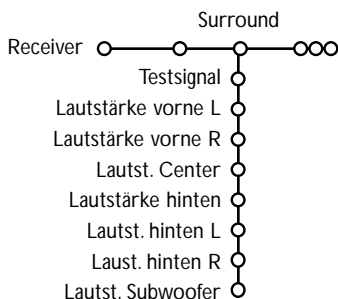 Surround
Receiver
Testsignal
Lautstärke vorne L
Lautstärke vorne R
Lautst. Center
Lautstärke hinten
Lautst. hinten L
Laust. hinten R
Lautst. Subwoofer